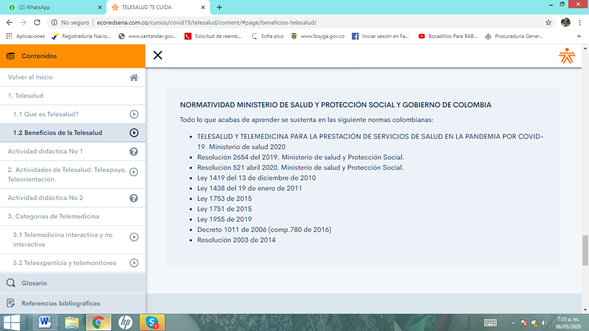 (2) WhatsApp
TELESALUD TE CUIDA
No seguro | ecoredsena.com.co/cursos/covid19/telesalud/content/#page/beneficios-telesalud/
Aplicaciones
Registraduría Nacio...
www.santander.gov...
Solicitud de reemb...
Sofia plus
www.fosyga.gov.co
Iniciar sesión en Fa...
Bocadillos Para BAB...
Procuraduría Gener...
Contenidos
Volver al Inicio
1. Telesalud
1.1 Qué es Telesalud?
1.2 Beneficios de la Telesalud
Actividad didáctica No 1
2. Actividades de Telesalud: Teleapoyo,
Teleorientación.
Actividad didáctica No 2
3. Categorías de Telemedicina
3.1 Telemedicina interactiva y no
interactiva
3.2 Teleexperticia y telemonitoreo
Glosario
Referencias bibliográficas
NORMATIVIDAD MINISTERIO DE SALUD Y PROTECCIÓN SOCIAL Y GOBIERNO DE COLOMBIA
Todo lo que acabas de aprender se sustenta en las siguiente normas colombianas:
TELESALUD Y TELEMEDICINA PARA LA PRESTACIÓN DE SERVICIOS DE SALUD EN LA PANDEMIA POR COVID-
19. Ministerio de salud 2020
Resolución 2654 del 2019. Ministerio de salud y Protección Social.
Resolución 521 abril 2020. Ministerio de salud y Protección Social.
Ley 1419 del 13 de diciembre de 2010
Ley 1438 del 19 de enero de 2011
Ley 1753 de 2015
Ley 1751 de 2015
Ley 1955 de 2019
Decreto 1011 de 2006 (comp.780 de 2016)
Resolución 2003 de 2014
7:55 a. m.
06/05/2020